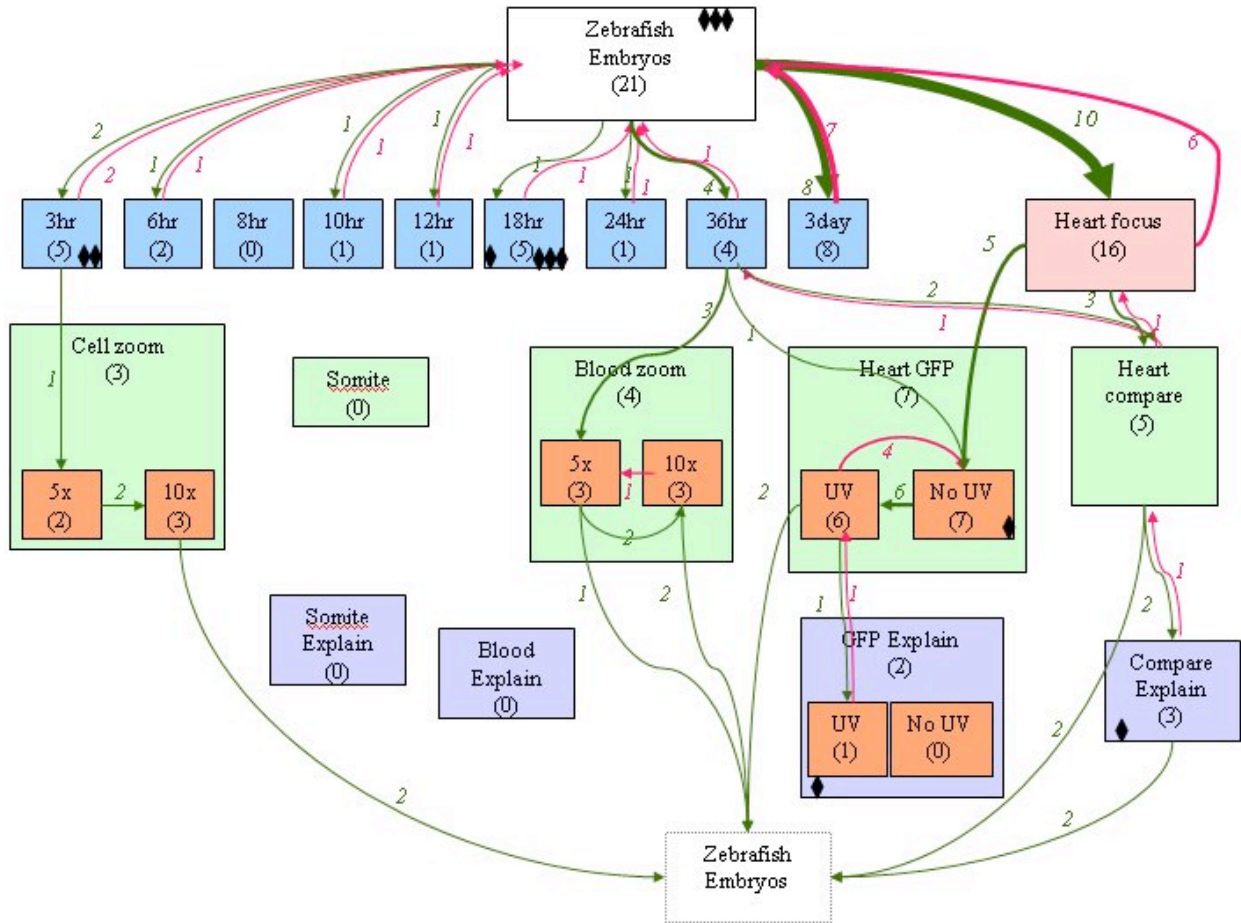 Zebrafish
Embryos
(21)
10
6
7
8
2
2
1
1
1
1
1
1
1
1
1
1
4
1
3hr
(5)
6hr
(2)
8hr
(0)
10hr
(1)
12hr
(1)
18hr
(5)
24hr
(1)
36hr
(4)
3day
(8)
Heart focus
(16)
5
2
1
3
1
3
1
1
Cell zoom
(3)
5x
(2)
2
10x
(3)
Somite
(0)
Blood zoom
(4)
5x
(3)
1
10x
(3)
2
Heart GFP
(7)
4
UV
(6)
6
No UV
(7)
Heart
compare
(5)
2
1
2
1
1
2
1
Somite
Explain
(0)
Blood
Explain
(0)
GFP Explain
(2)
UV
(1)
No UV
(0)
Compare
Explain
(3)
2
2
2
Zebrafish
Embryos